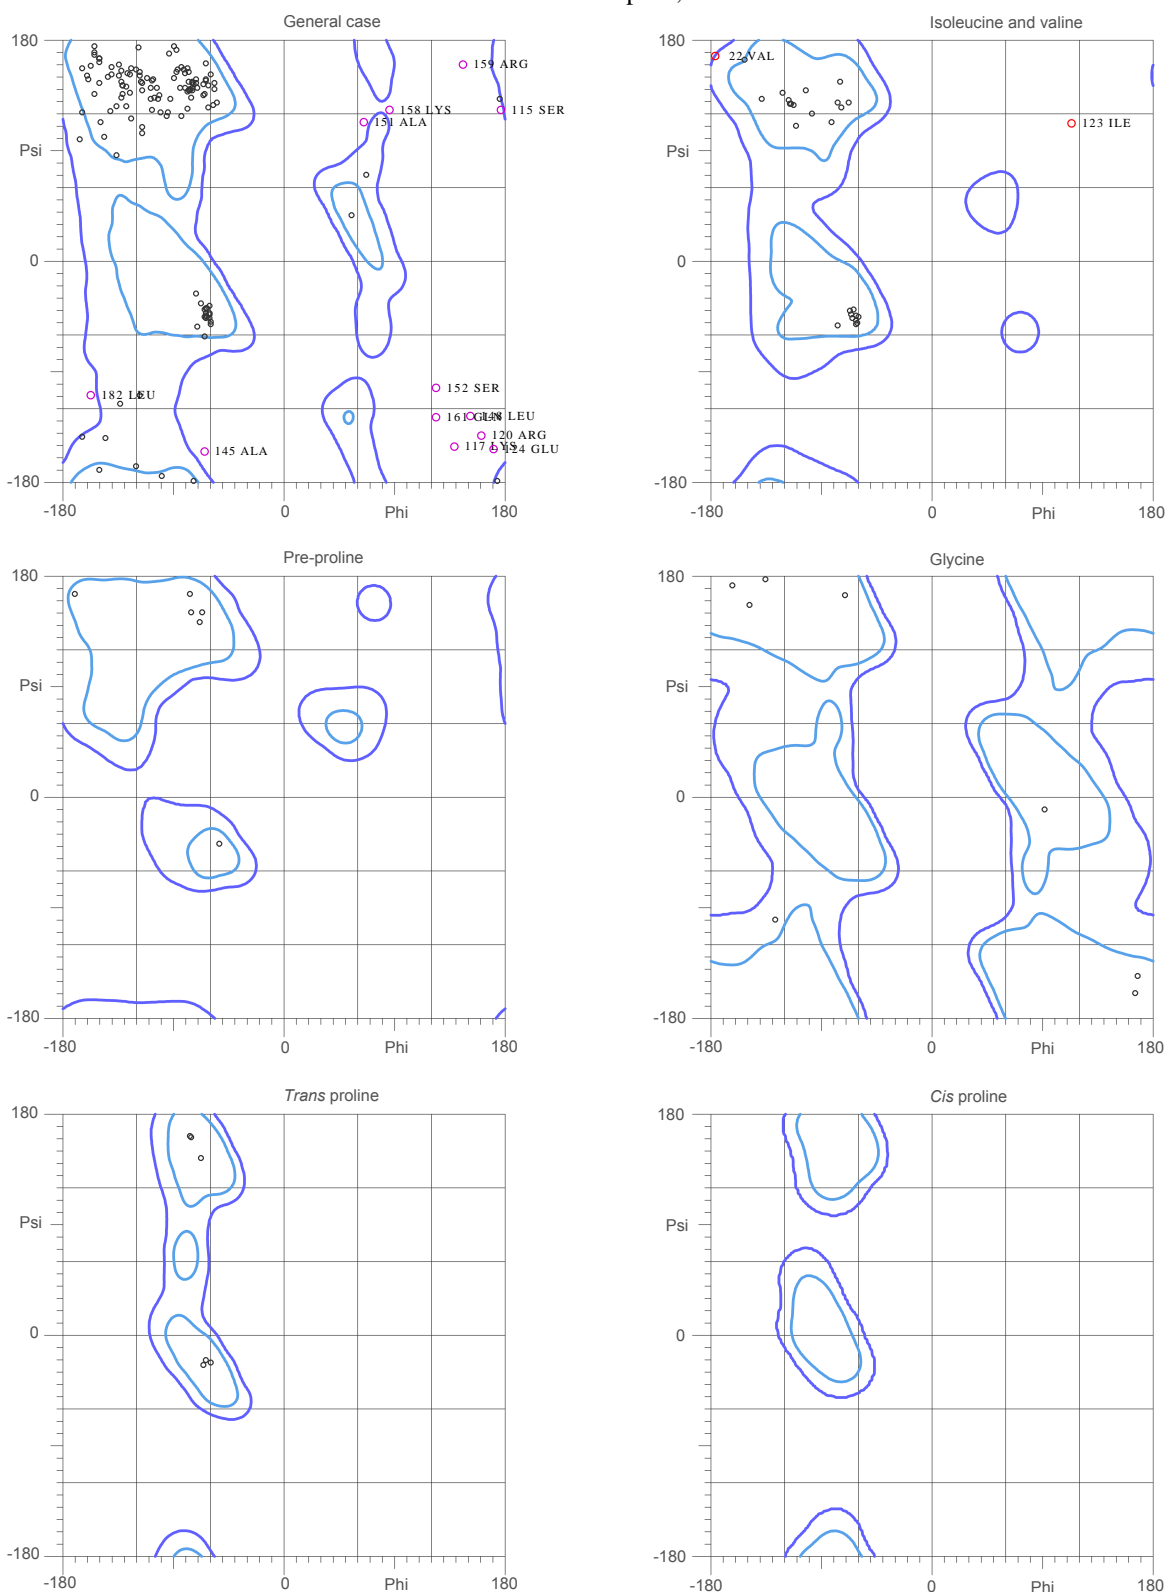 General case
180
Psi
0
-180
-180
0
Phi
180
159 ARG
158 LYS
115 SER
151 ALA
182 LEU
152 SER
161 GLN
148 LEU
120 ARG
117 LYS
124 GLU
145 ALA
Isoleucine and valine
180
Psi
0
-180
-180
0
Phi
180
22 VAL
123 ILE
Pre-proline
180
Psi
0
-180
-180
0
Phi
180
Glycine
180
Psi
0
-180
-180
0
Phi
180
Trans proline
180
Psi
0
-180
-180
0
Phi
180
Cis proline
180
Psi
0
-180
-180
0
Phi
180